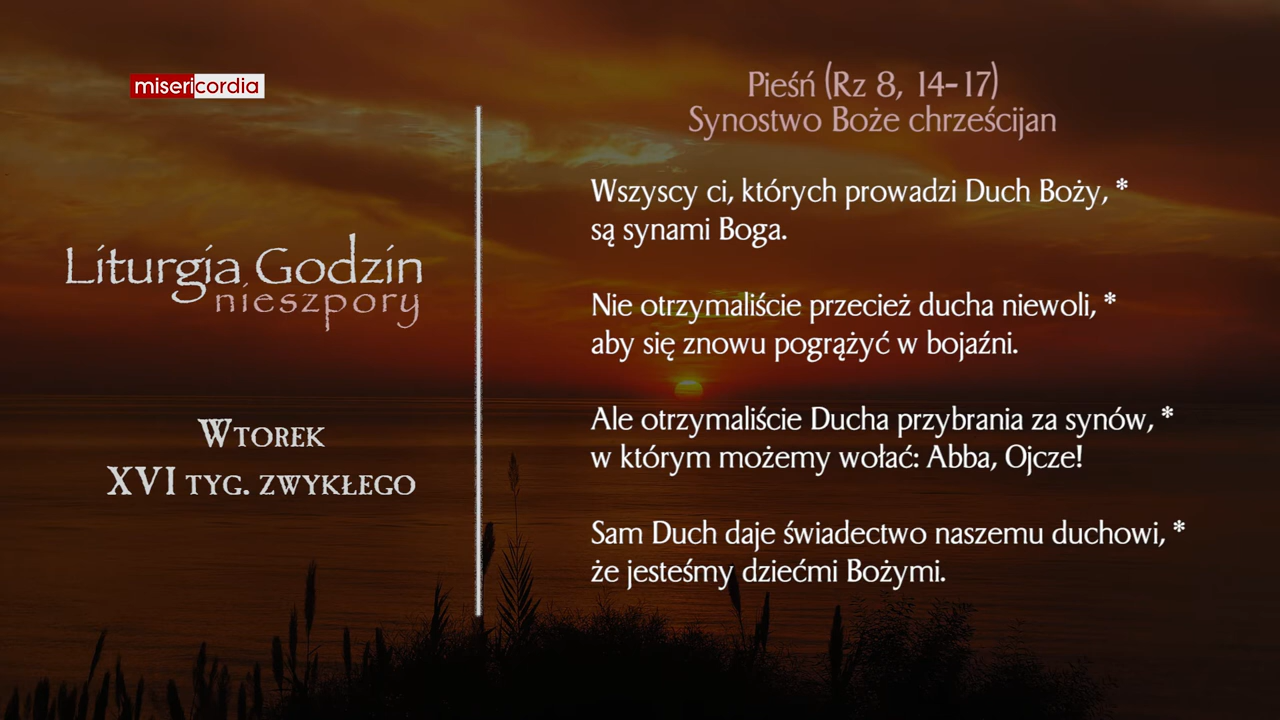 misericordia
Liturgia Godzin
nieszpory
Wtorek
XVI tyg. zwykłego
Pieśń (Rz 8, 14-17)
Synostwo Boże chrześcijan
Wszyscy ci, których prowadzi Duch Boży, *
są synami Boga.
Nie otrzymaliście przecież ducha niewoli, *
aby się znowu pogrążyć w bojaźni.
Ale otrzymaliście Ducha przybrania za synów, *
w którym możemy wołać: Abba, Ojcze!
Sam Duch daje świadectwo naszemu duchowi, *
że jesteśmy dziećmi Bożymi.